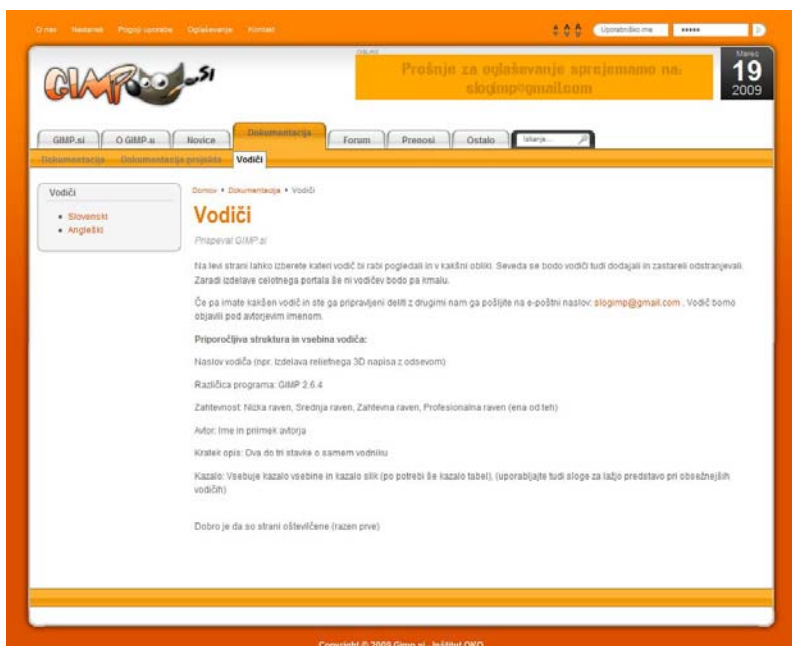 O nas Nastanek Pogoji uporabe Oglaševanje Kontakt
Uporabniško ime
*****
OGLAS
GIMP .SI
Prošnje za oglaševanje sprejemamo na:
slogimp@gmail.com
Marec
19
2009
GIMP.si O GIMP-u Novice Dokumentacija Forum Prenosi Ostalo Iskanje...
Dokumentacija Dokumentacija projekta Vodiči
Vodiči
Slovenski
Angleški
Domov Dokumentacija Vodiči
Vodiči
Prispeval GIMP.si
Na levi strani lahko izberete kateri vodič bi rabi pogledali in v kakšni obliki. Seveda se bodo vodiči tudi dodajali in zastareli odstranjevali.
Zaradi izdelave celotnega portala še ni vodičev bodo pa kmalu.
Če pa imate kakšen vodič in ste ga pripravljeni deliti z drugimi nam ga pošljite na e-poštni naslov: slogimp@gmail.com . Vodič bomo
objavili pod avtorjevim imenom.
Priporočljiva struktura in vsebina vodiča:
Naslov vodiča (npr. Izdelava reliefnega 3D napisa z odsevom)
Različica programa: GIMP 2.6.4
Zahtevnost: Nizka raven, Srednja raven, Zahtevna raven, Profesionalna raven (ena od teh)
Avtor: Ime in priimek avtorja
Kratek opis: Dva do tri stavke o samem vodniku
Kazalo: Vsebuje kazalo vsebine in kazalo slik (po potrebi še kazalo tabel), (uporabljajte tudi sloge za lažjo predstavo pri obsežnejših
vodičih)
Dobro je da so strani oštevilčene (razen prve)
Copyright © 2009 Gimp.si - Inštitut OKO